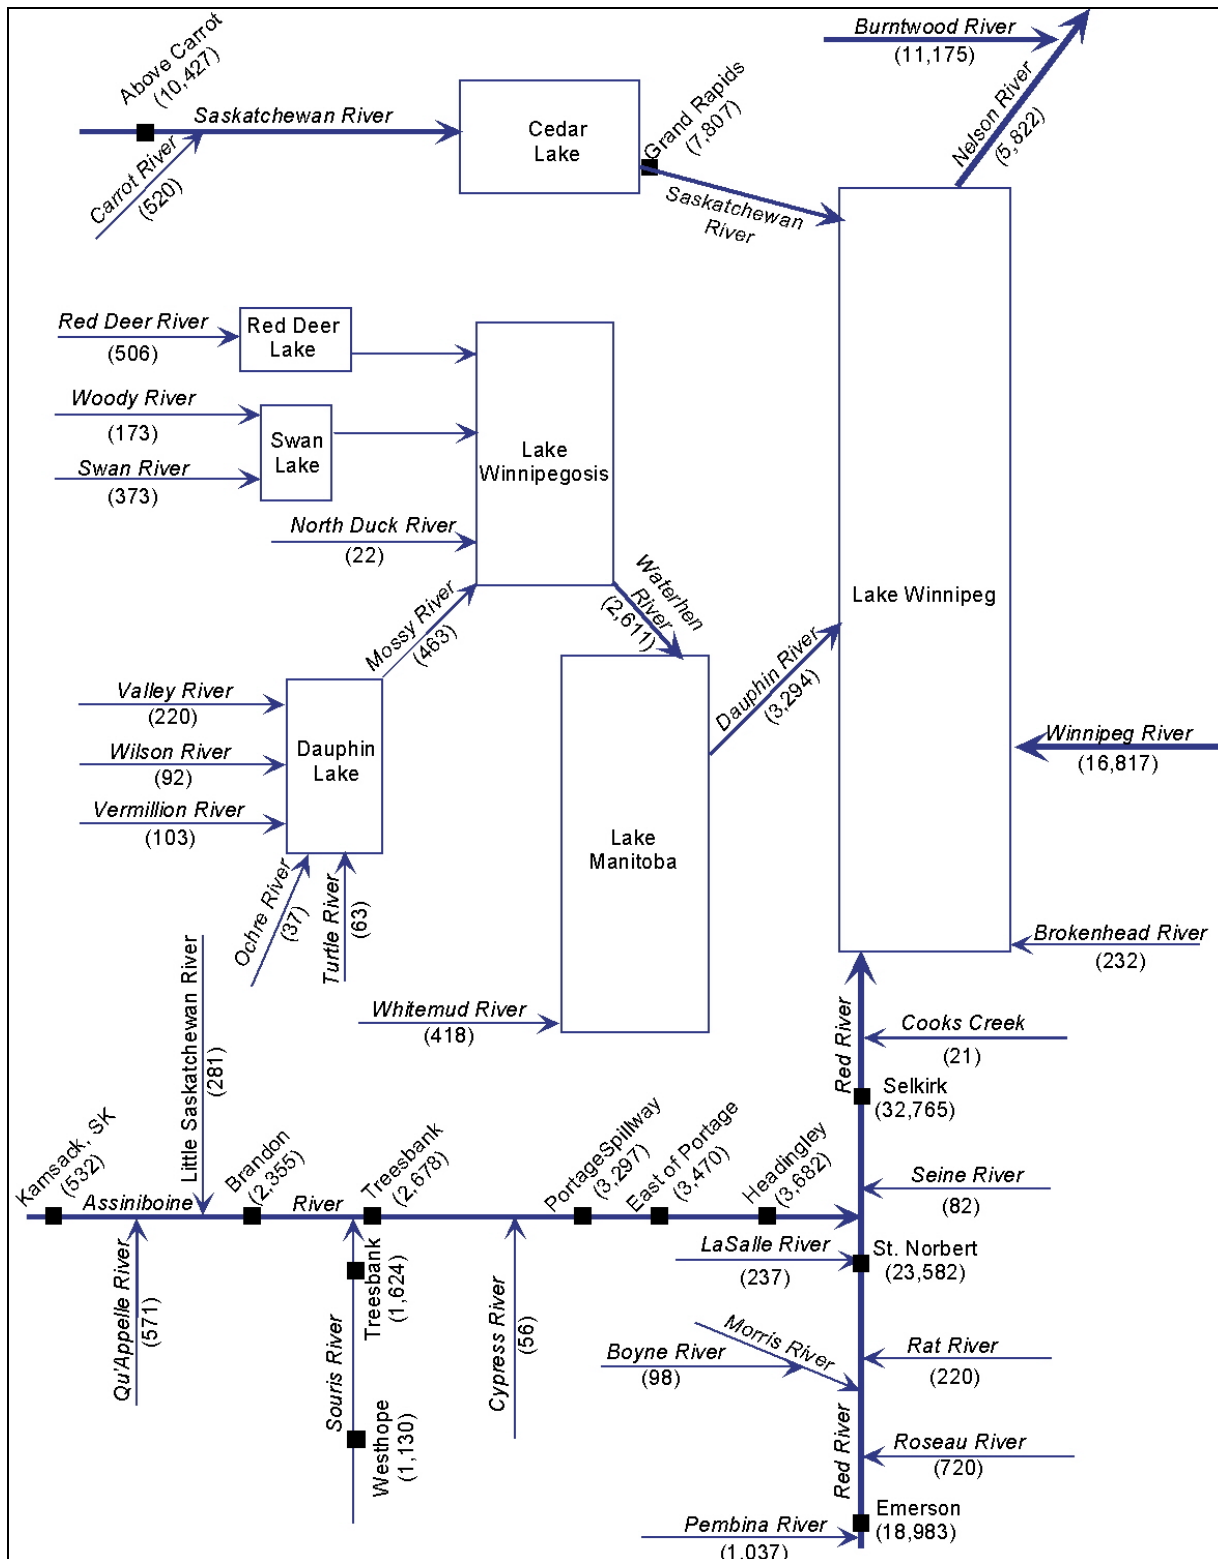 Burntwood River
(11,175)
Nelson River
(5,822)
Above Carrot
(10,427)
Saskatchewan River
Carrot River
(520)
Cedar
Lake
Grand Rapids
(7,807)
Saskatchewan
River
Red Deer River
(506)
Red Deer
Lake
Woody River
(173)
Swan River
(373)
Swan
Lake
North Duck River
(22)
Lake
Winnipegosis
Mossy River
(463)
Waterhen
River
(2,611)
Lake Winnipeg
Valley River
(220)
Wilson River
(92)
Vermillion River
(103)
Dauphin
Lake
Ochre River
(37)
Turtle River
(63)
Dauphin River
(3,294)
Winnipeg River
(16,817)
Lake
Manitoba
Whitemud River
(418)
Brokenhead River
(232)
Red River
Cooks Creek
(21)
Selkirk
(32,765)
Little Saskatchewan River
(281)
Kamsack, SK
(532)
Assiniboine
Brandon
(2,355)
River
Treesbank
(2,678)
PortageSpillway
(3,297)
East of Portage
(3,470)
Headingley
(3,682)
Seine River
(82)
LaSalle River
(237)
St. Norbert
(23,582)
Qu'Appelle River
(571)
Treesbank
(1,624)
Souris River
Westhope
(1,130)
Cypress River
(56)
Morris River
Boyne River
(98)
Rat River
(220)
Red River
Roseau River
(720)
Emerson
(18,983)
Pembina River
(1,037)